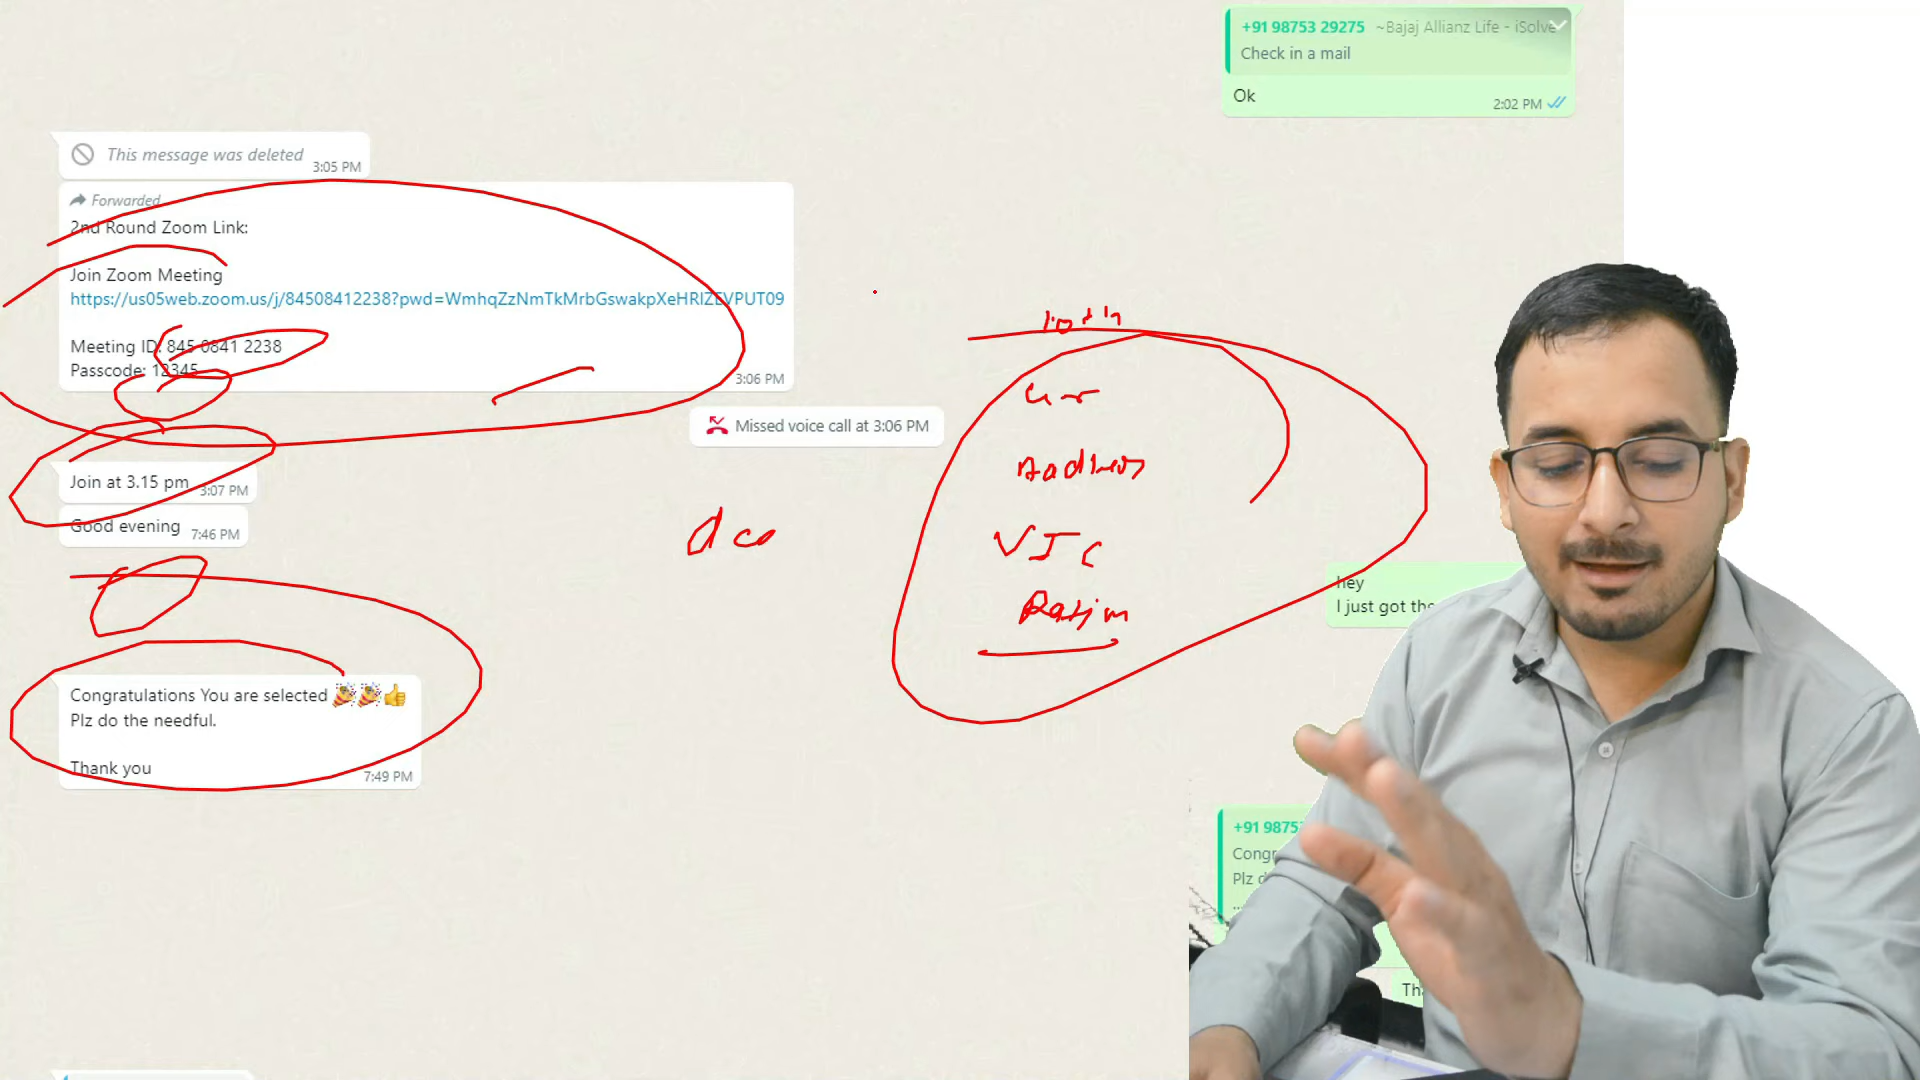 +91 98753 29275 ~Bajaj Allianz Life - iSolve
Check in a mail
Ok
2:02 PM
This message was deleted
3:05 PM
Forwarded
2nd Round Zoom Link:
Join Zoom Meeting
https://us05web.zoom.us/j/84508412238?pwd=WmhqZzNmTkMrbGswakpXeHRIZEVPUT09
Meeting ID: 845 0841 2238
Passcode: 12345
3:06 PM
Missed voice call at 3:06 PM
Join at 3.15 pm
3:07 PM
Good evening
7:46 PM
10th
VIC
hey
I just got the
Congratulations You are selected 🎉🎉👍
Plz do the needful.
Thank you
7:49 PM
+91 9875
Congr
Plz d
...
Th